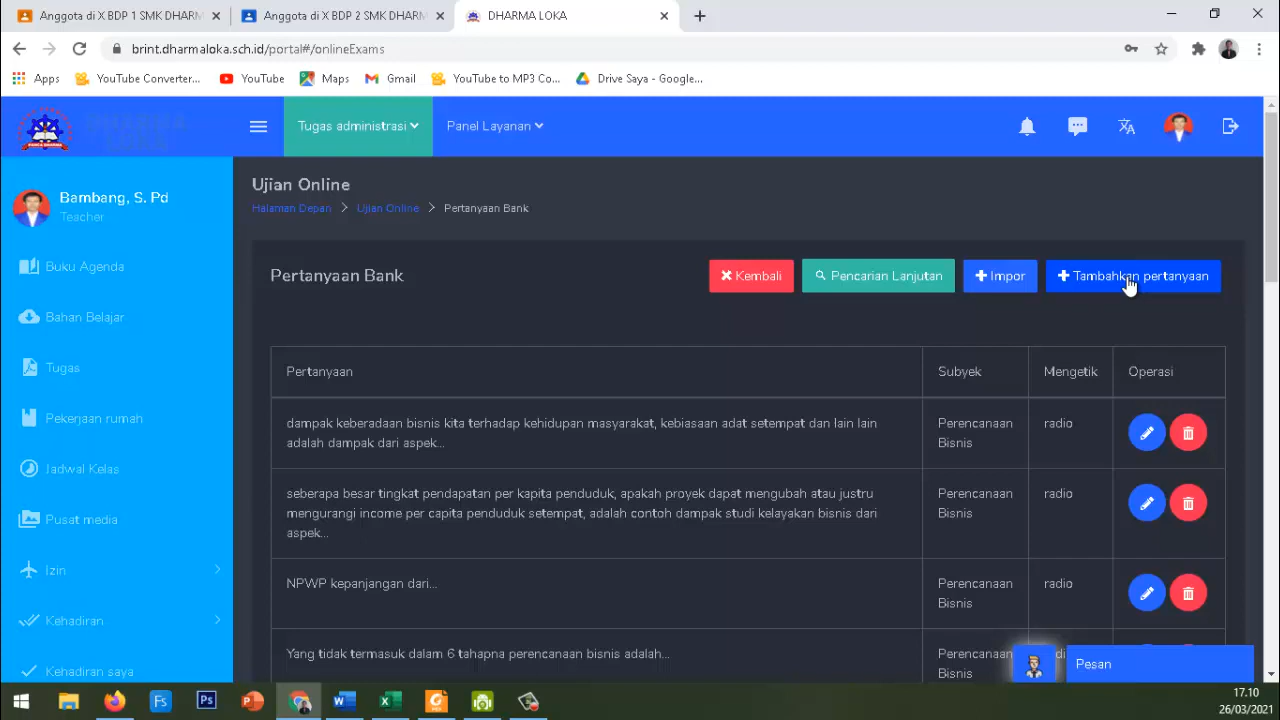 Anggota di X BDP 1 SMK DHARM
Anggota di X BDP 2 SMK DHARM
DHARMA LOKA
brint.dharmaloka.sch.id/portal#/onlineExams
Apps
YouTube Converter...
YouTube
Maps
Gmail
YouTube to MP3 Co...
Drive Saya - Google...
DHARMA
LOKA
Tugas administrasi
Panel Layanan
Bambang, S. Pd
Teacher
Buku Agenda
Bahan Belajar
Tugas
Pekerjaan rumah
Jadwal Kelas
Pusat media
Izin
Kehadiran
Kehadiran saya
Ujian Online
Halaman Depan > Ujian Online > Pertanyaan Bank
Pertanyaan Bank
Kembali
Pencarian Lanjutan
Impor
Tambahkan pertanyaan
Pertanyaan
Subyek
Mengetik
Operasi
dampak keberadaan bisnis kita terhadap kehidupan masyarakat, kebiasaan adat setempat dan lain lain
adalah dampak dari aspek...
Perencanaan
Bisnis
radio
seberapa besar tingkat pendapatan per kapita penduduk, apakah proyek dapat mengubah atau justru
mengurangi income per capita penduduk setempat, adalah contoh dampak studi kelayakan bisnis dari
aspek...
Perencanaan
Bisnis
radio
NPWP kepanjangan dari...
Perencanaan
Bisnis
radio
Yang tidak termasuk dalam 6 tahapna perencanaan bisnis adalah...
Perencanaan
Bisnis
Pesan
17.10
26/03/2021